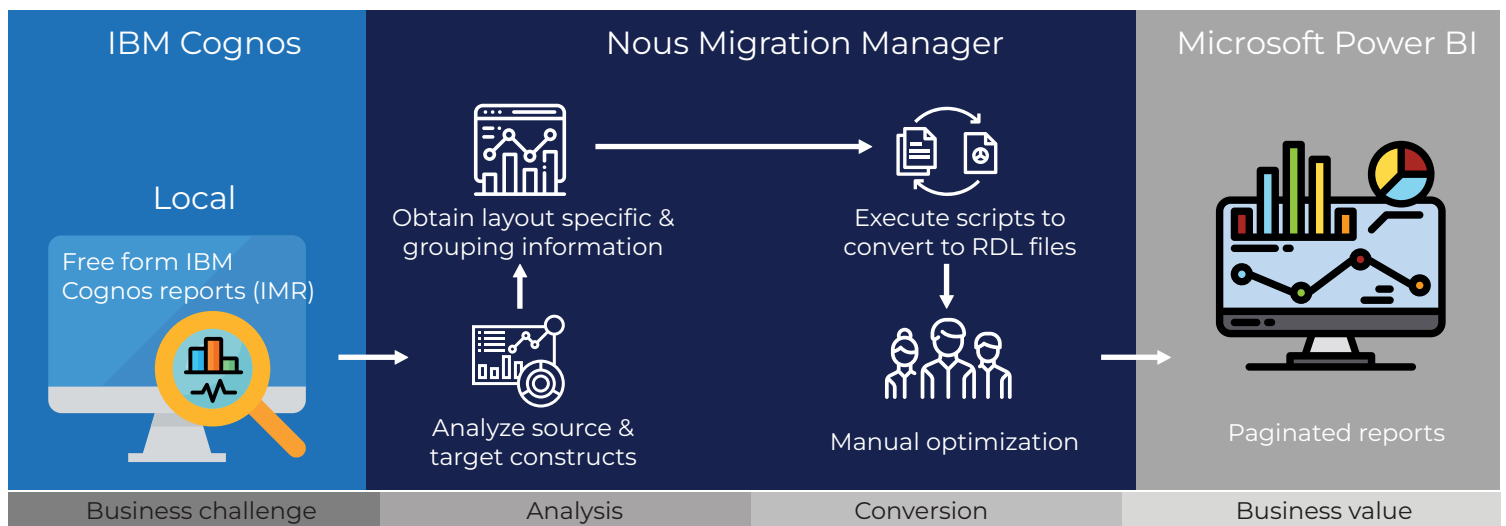 IBM Cognos
Nous Migration Manager
Microsoft Power BI
Local
Free form IBM
Cognos reports (IMR)
Obtain layout specific &
grouping information
Execute scripts to
convert to RDL files
Analyze source &
target constructs
Manual optimization
Paginated reports
Business challenge
Analysis
Conversion
Business value